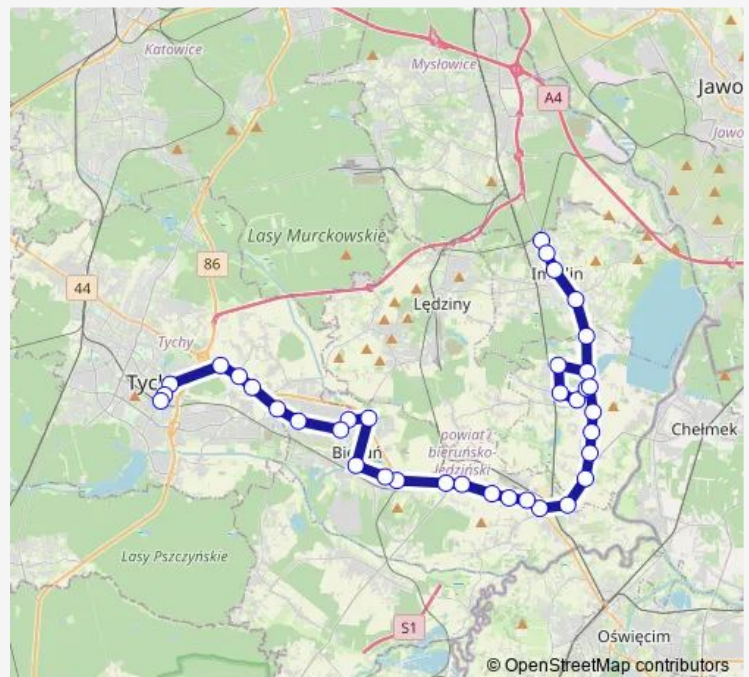 Katowice
Mysłowice
A4
Jawo
Jawo
Lasy Murckowskie
86
44
Lędziny
Tychy
Chełmek
powiat
bieruńsko-
lędziński
Lasy Pszczyńskie
S1
Oświęcim
© OpenStreetMap contributors